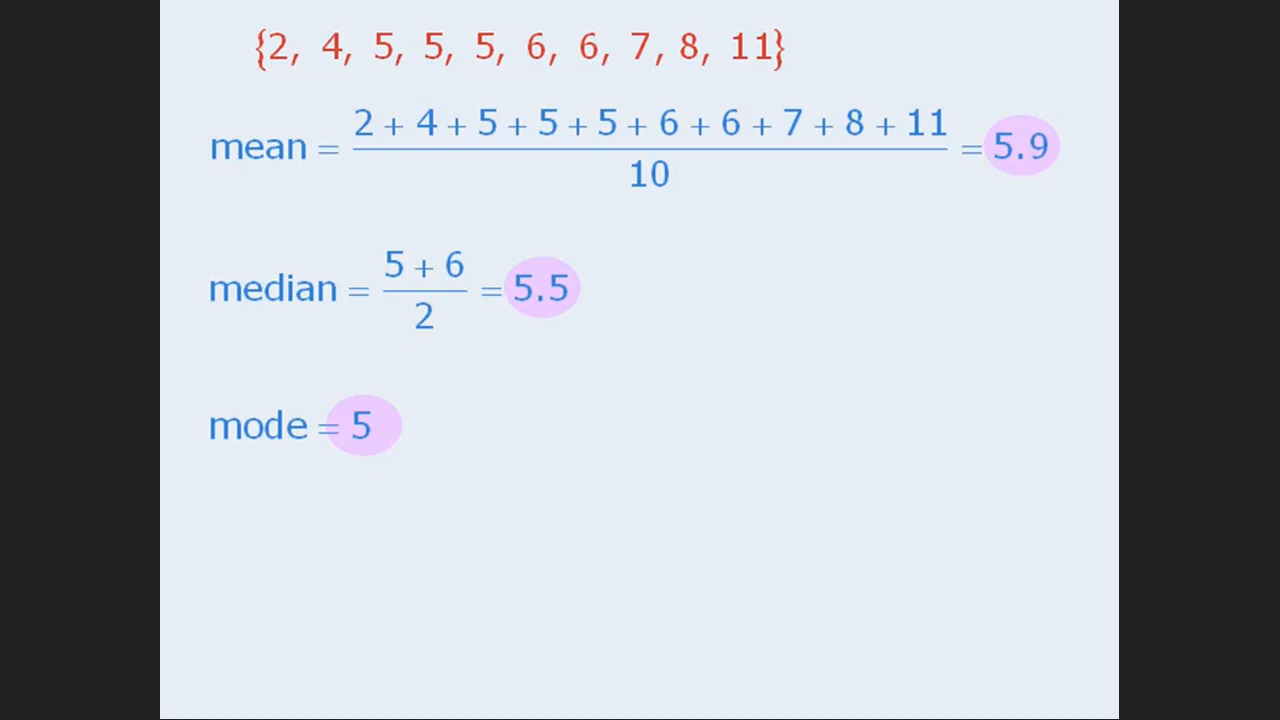 {2, 4, 5, 5, 5, 6, 6, 7, 8, 11}
mean = (2 + 4 + 5 + 5 + 5 + 6 + 6 + 7 + 8 + 11) / 10 = 5.9
median = (5 + 6) / 2 = 5.5
mode = 5